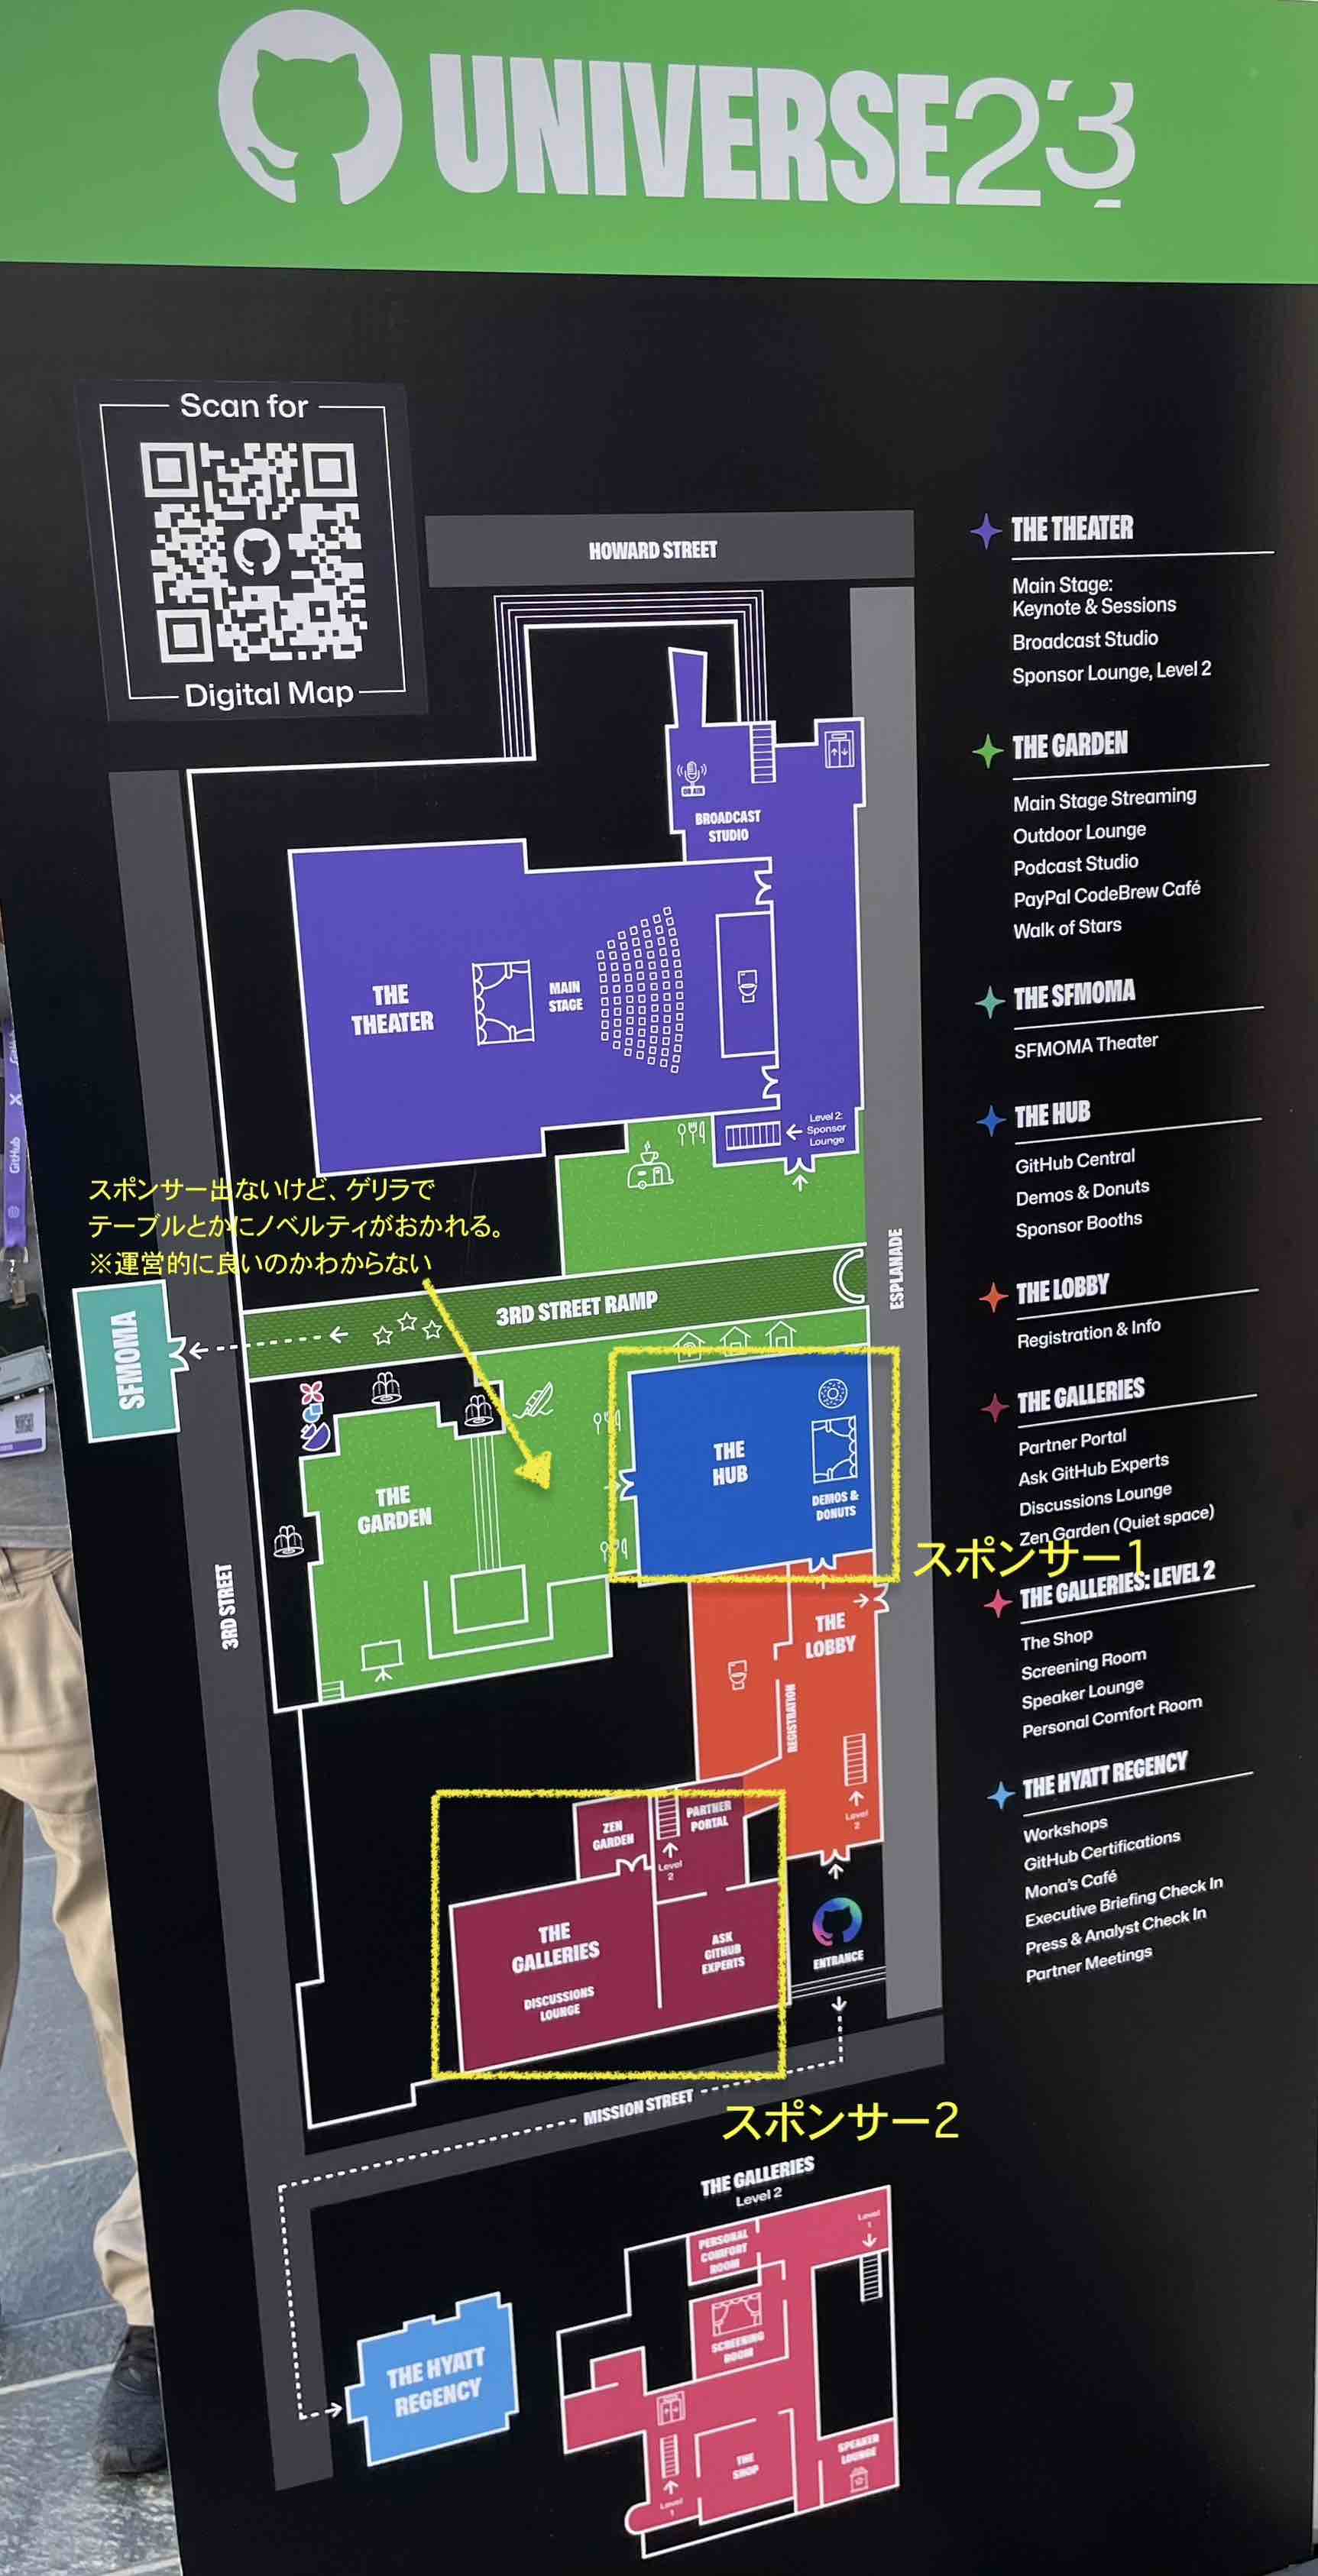 UNIVERSE23
Scan for
Digital Map
HOWARD STREET
BROADCAST
STUDIO
THE
THEATER
MAIN
STAGE
Level 2:
Sponsor
Lounge
スポンサー出ないけど、ゲリラで
テーブルとかにノベルティがおかれる。
※運営的に良いのかわからない
3RD STREET RAMP
ESPLANADE
SFMOMA
THE
HUB
DEMOS &
DONUTS
THE
GARDEN
スポンサー1
3RD STREET
THE
LOBBY
REGISTRATION
Level
2
ZEN
GARDEN
PARTNER
PORTAL
Level
2
THE
GALLERIES
DISCUSSIONS
LOUNGE
ASK
GITHUB
EXPERTS
ENTRANCE
MISSION STREET
スポンサー2
THE GALLERIES
Level 2
PERSONAL
COMFORT
ROOM
Level
1
SCREENING
ROOM
THE HYATT
REGENCY
THE
SHOP
SPEAKER
LOUNGE
Level
1
THE THEATER
Main Stage:
Keynote & Sessions
Broadcast Studio
Sponsor Lounge, Level 2
THE GARDEN
Main Stage Streaming
Outdoor Lounge
Podcast Studio
PayPal CodeBrew Café
Walk of Stars
THE SFMOMA
SFMOMA Theater
THE HUB
GitHub Central
Demos & Donuts
Sponsor Booths
THE LOBBY
Registration & Info
THE GALLERIES
Partner Portal
Ask GitHub Experts
Discussions Lounge
Zen Garden (Quiet space)
THE GALLERIES: LEVEL 2
The Shop
Screening Room
Speaker Lounge
Personal Comfort Room
THE HYATT REGENCY
Workshops
GitHub Certifications
Mona's Café
Executive Briefing Check In
Press & Analyst Check In
Partner Meetings
GitHub